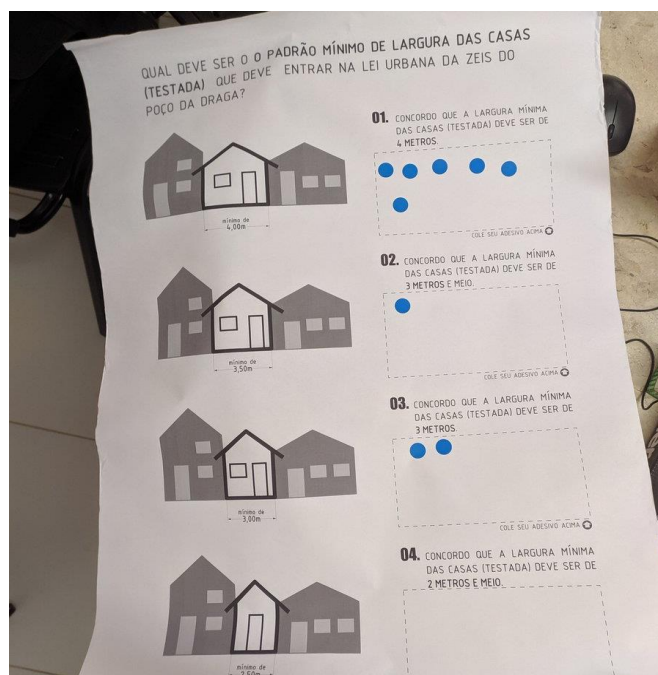 QUAL DEVE SER O O PADRÃO MÍNIMO DE LARGURA DAS CASAS
(TESTADA) QUE DEVE ENTRAR NA LEI URBANA DA ZEIS DO
POÇO DA DRAGA?
01. CONCORDO QUE A LARGURA MÍNIMA
DAS CASAS (TESTADA) DEVE SER DE
4 METROS.
mínimo de
4,00m
COLE SEU ADESIVO ACIMA
02. CONCORDO QUE A LARGURA MÍNIMA
DAS CASAS (TESTADA) DEVE SER DE
3 METROS E MEIO.
mínimo de
3,50m
COLE SEU ADESIVO ACIMA
03. CONCORDO QUE A LARGURA MÍNIMA
DAS CASAS (TESTADA) DEVE SER DE
3 METROS.
mínimo de
3,00m
COLE SEU ADESIVO ACIMA
04. CONCORDO QUE A LARGURA MÍNIMA
DAS CASAS (TESTADA) DEVE SER DE
2 METROS E MEIO.
mínimo de
2,50m